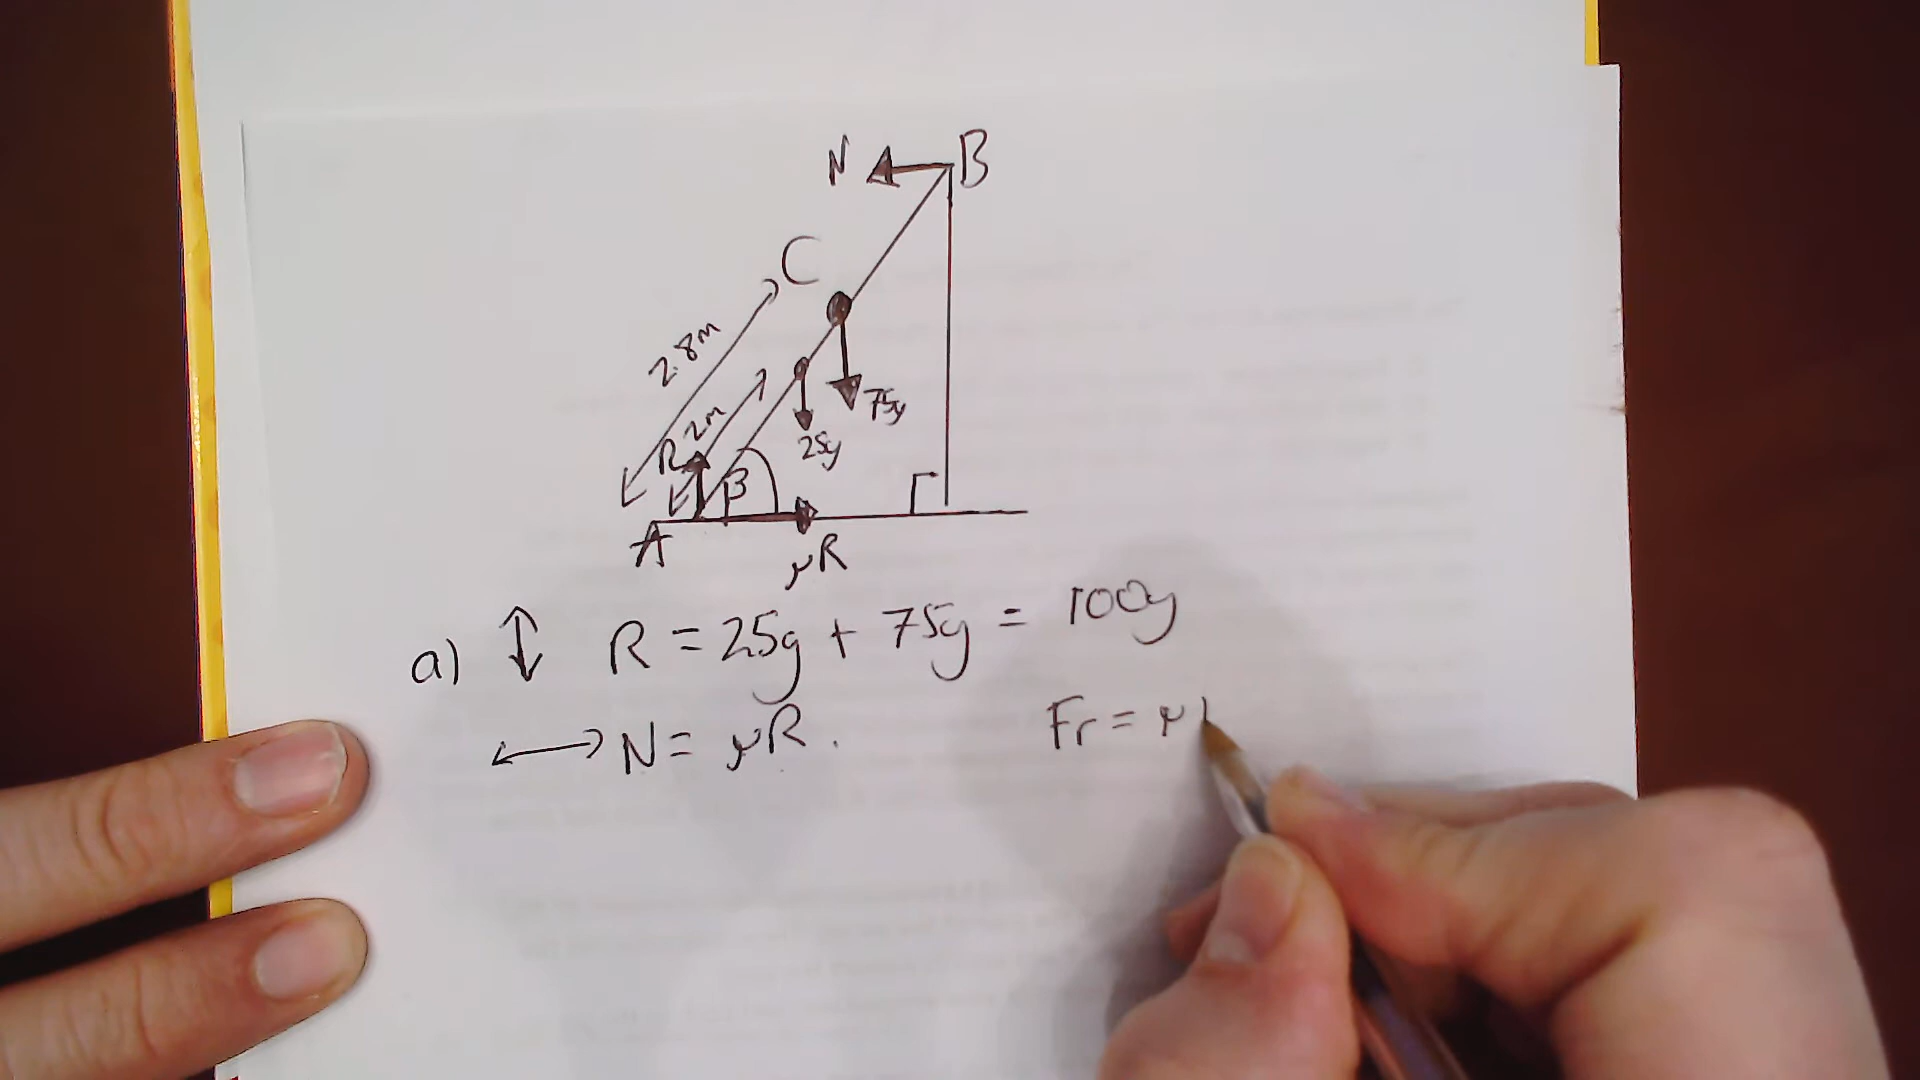 N B
C
2.8m
75g
2m
25g
R
β
A
μR
a) ↕ R = 25g + 75g = 100g
↔ N = μR.
Fr = μ